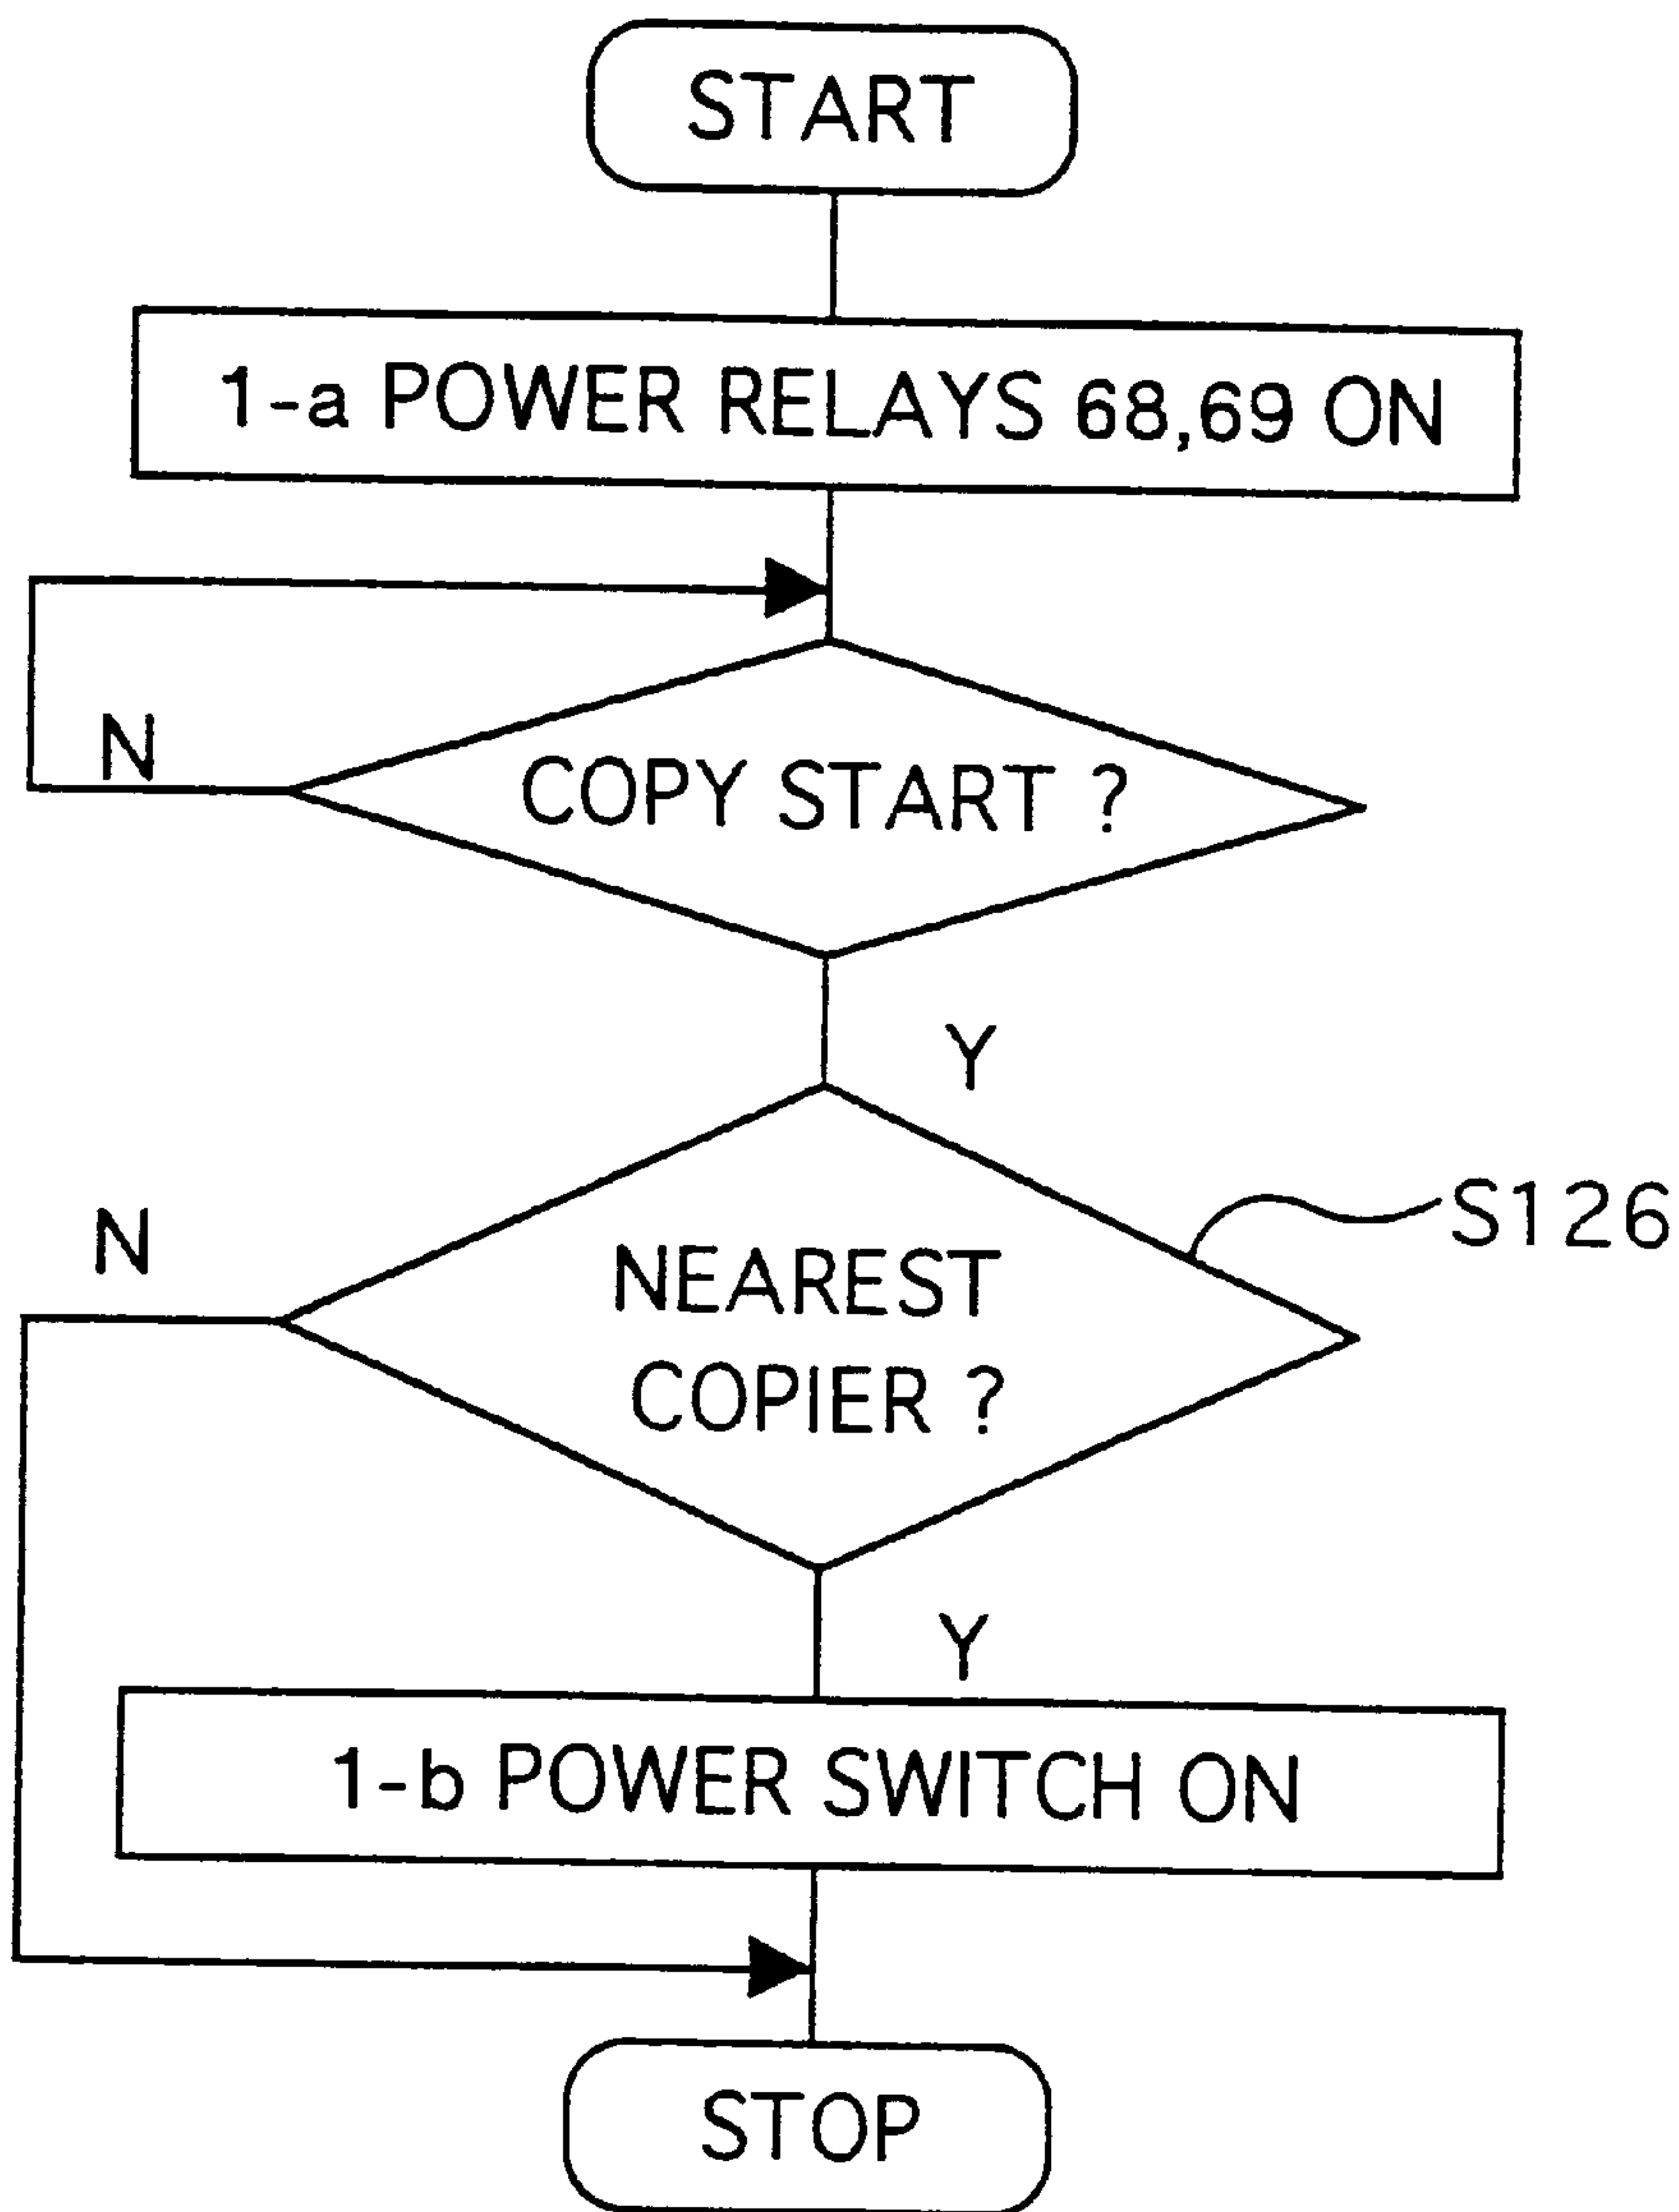 START
1-a POWER RELAYS 68,69 ON
N
COPY START ?
Y
N
S126
NEAREST
COPIER ?
Y
1-b POWER SWITCH ON
STOP